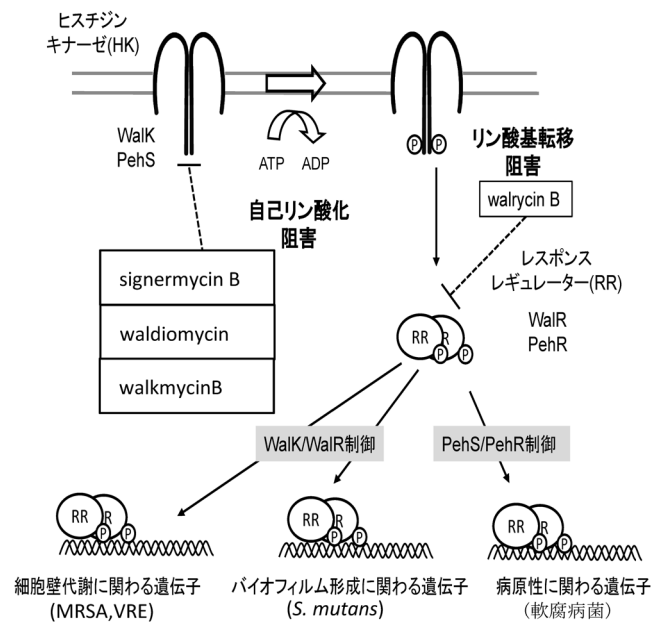 ヒスチジン
キナーゼ(HK)
WalK
PehS
ATP
ADP
自己リン酸化
阻害
signermycin B
waldiomycin
walkmycinB
P
P
リン酸基転移
阻害
walrycin B
レスポンス
レギュレーター(RR)
WalR
PehR
RR
R
P
P
WalK/WalR制御
PehS/PehR制御
RR
R
P
P
RR
R
P
P
RR
R
P
P
細胞壁代謝に関わる遺伝子
(MRSA,VRE)
バイオフィルム形成に関わる遺伝子
(S. mutans)
病原性に関わる遺伝子
(軟腐病菌)